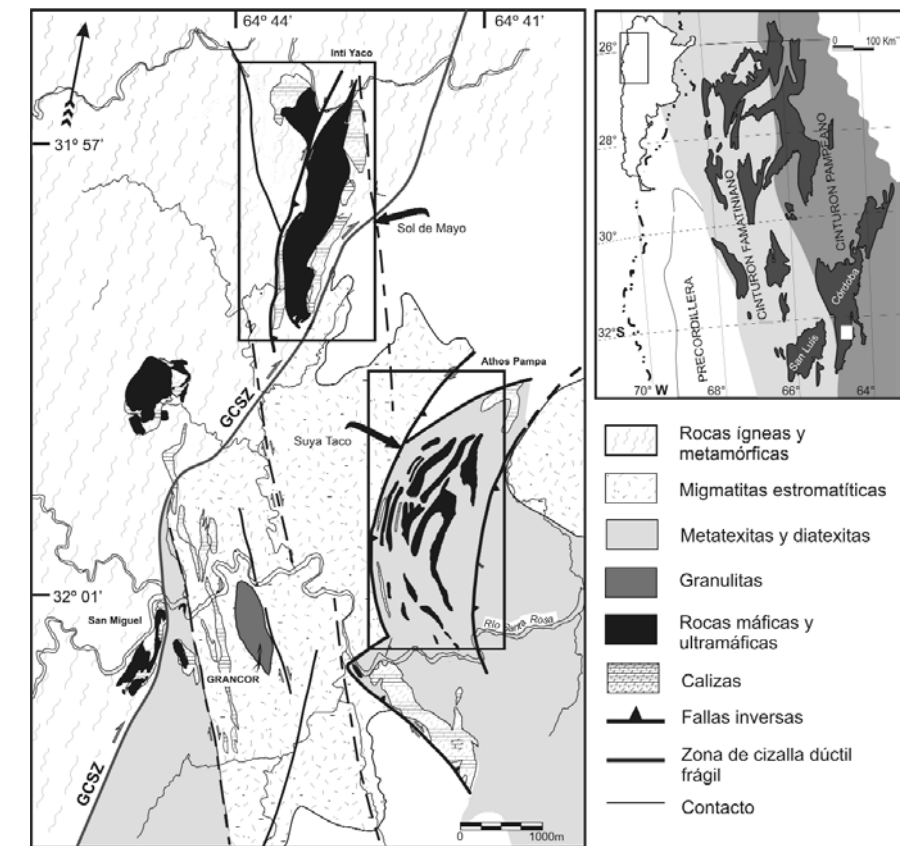 64º 44'
64º 41'
Inti Yaco
31º 57'
Sol de Mayo
GCSZ
Athos Pampa
Suya Taco
32º 01'
San Miguel
Río Santa Rosa
GRANCOR
GCSZ
0 1000m
26°
0 100 Km
28°
30°
32°S
PRECORDILLERA
CINTURON FAMATINIANO
CINTURON PAMPEANO
Córdoba
San Luis
70° W
68°
66°
64°
Rocas ígneas y
metamórficas
Migmatitas estromatíticas
Metatexitas y diatexitas
Granulitas
Rocas máficas y
ultramáficas
Calizas
Fallas inversas
Zona de cizalla dúctil
frágil
Contacto